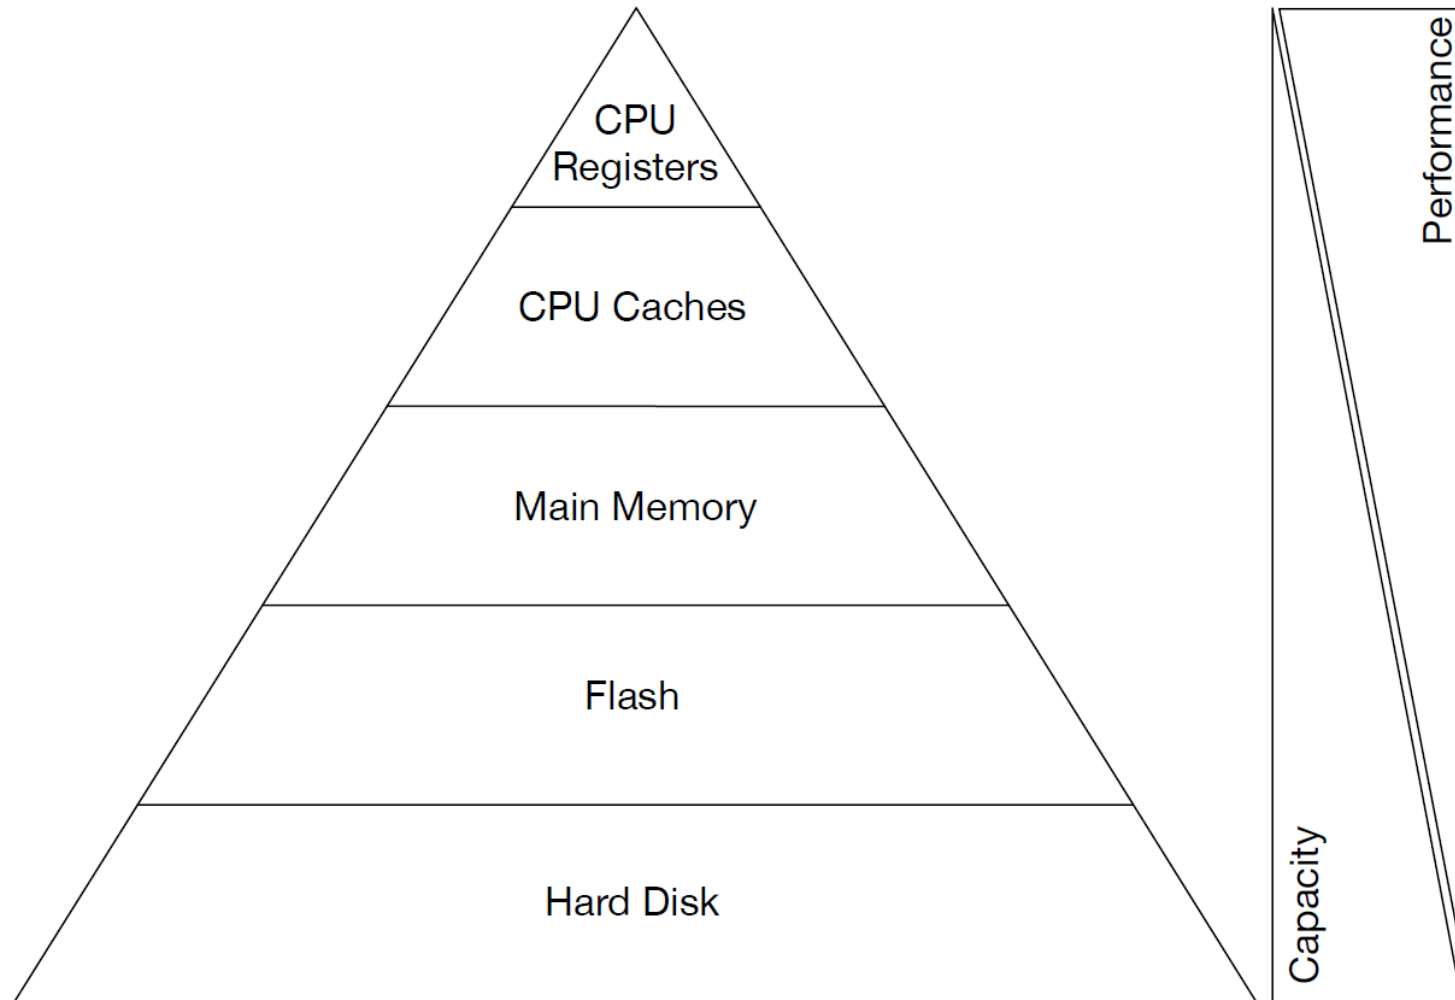 CPU
Registers
CPU Caches
Main Memory
Flash
Hard Disk
Performance
Capacity